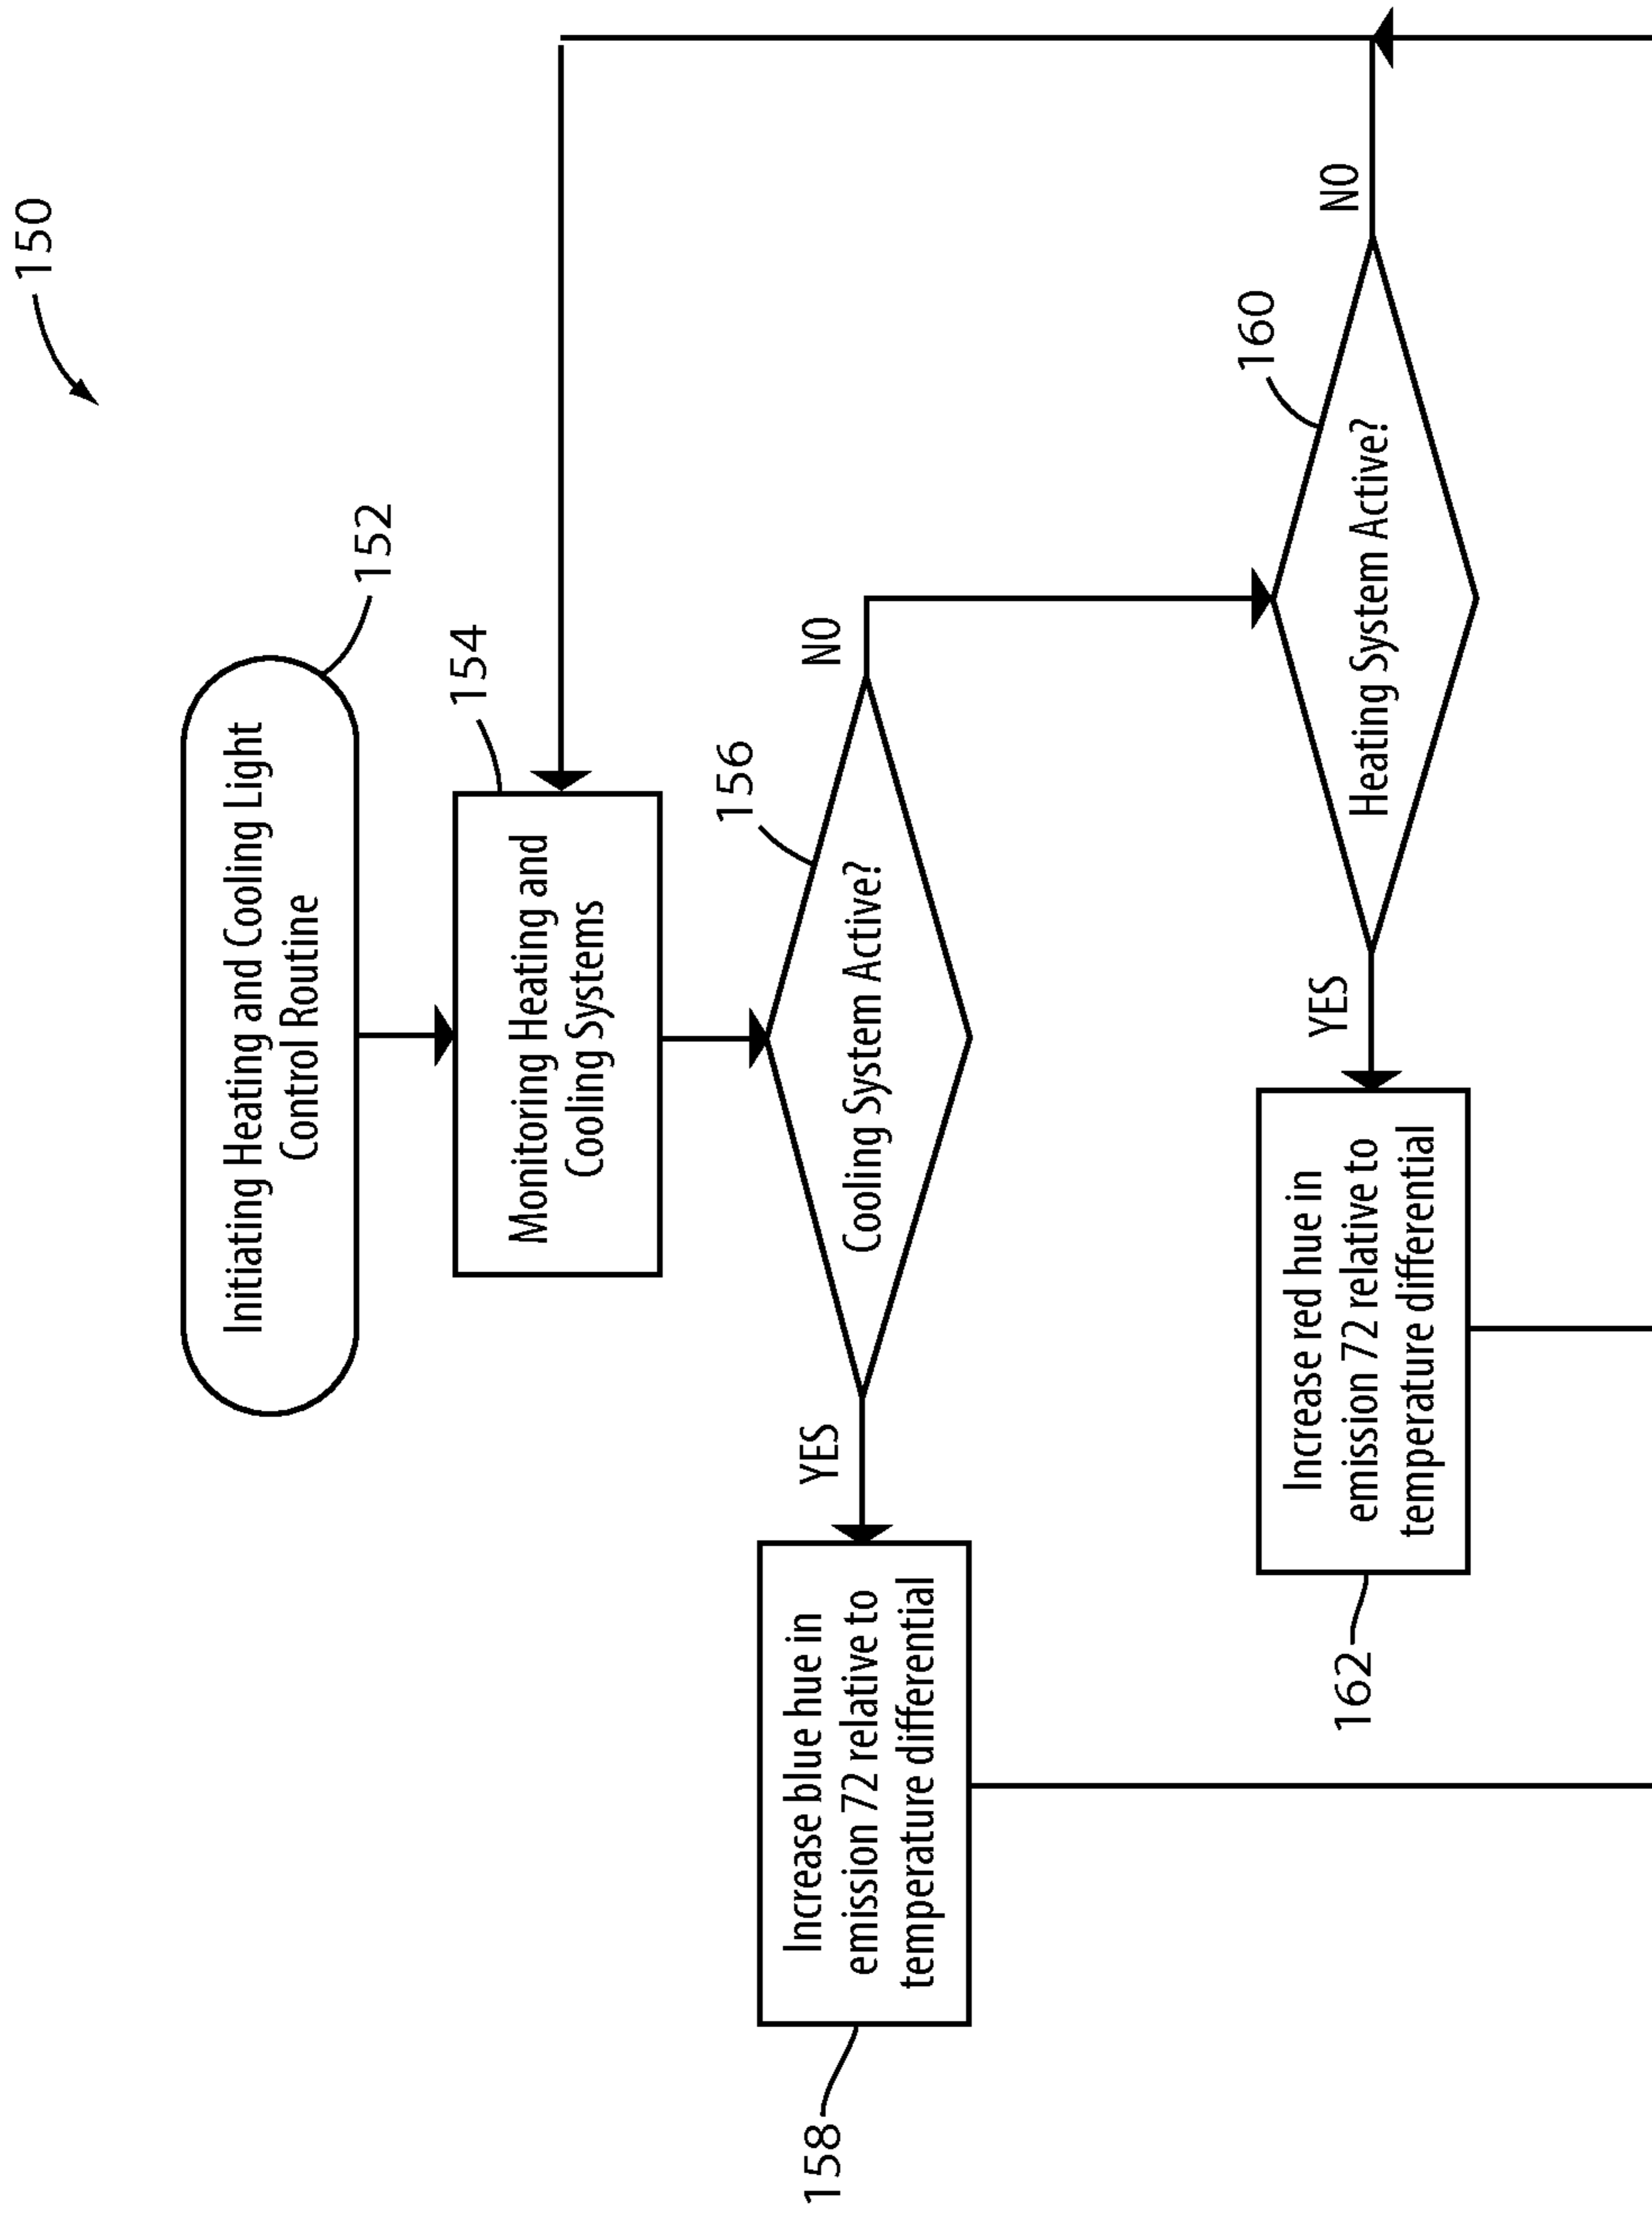 150
152
Initiating Heating and Cooling Light
Control Routine
154
Monitoring Heating and
Cooling Systems
156
Cooling System Active?
YES
NO
158
Increase blue hue in
emission 72 relative to
temperature differential
160
Heating System Active?
YES
NO
162
Increase red hue in
emission 72 relative to
temperature differential